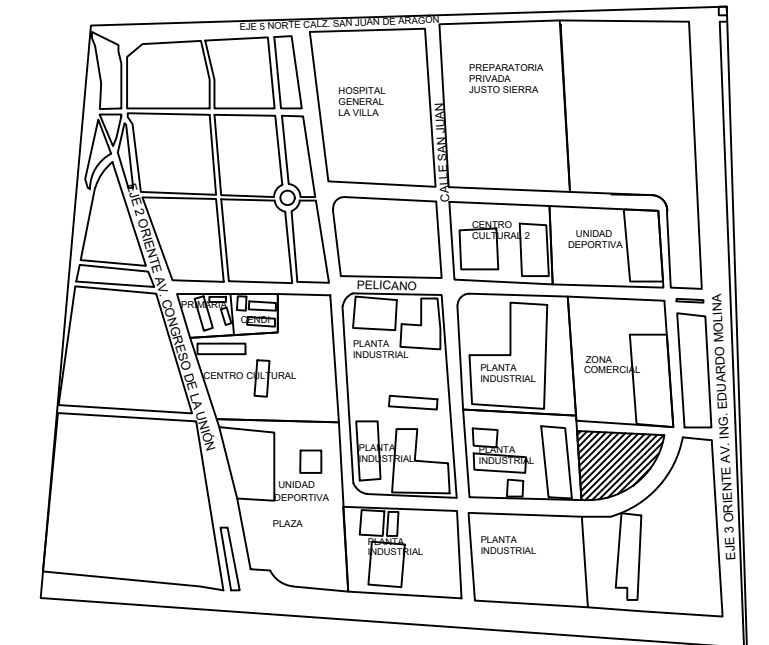 EJE 5 NORTE CALZ. SAN JUAN DE ARAGON
HOSPITAL
GENERAL
LA VILLA
PREPARATORIA
PRIVADA
JUSTO SIERRA
CALLE SAN JUAN
EJE 2 ORIENTE AV. CONGRESO DE LA UNIÓN
CENTRO
CULTURAL 2
UNIDAD
DEPORTIVA
PELICANO
PRIMARIA
CENDI
PLANTA
INDUSTRIAL
CENTRO CULTURAL
PLANTA
INDUSTRIAL
ZONA
COMERCIAL
EJE 3 ORIENTE AV. ING. EDUARDO MOLINA
PLANTA
INDUSTRIAL
PLANTA
INDUSTRIAL
UNIDAD
DEPORTIVA
PLAZA
PLANTA
INDUSTRIAL
PLANTA
INDUSTRIAL